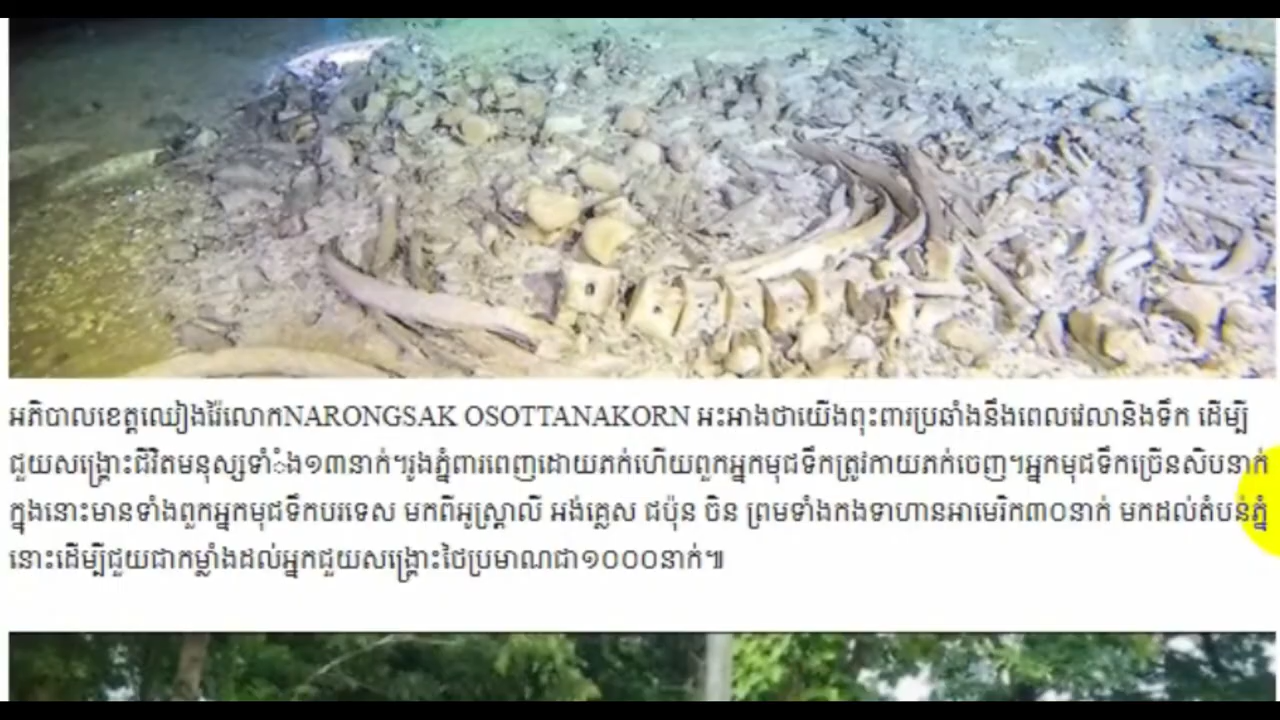 អភិបាលខេត្តឈៀងរ៉ៃលោកNARONGSAK OSOTTANAKORN អះអាងថាយើងពុះពារប្រឆាំងនឹងពេលវេលានិងទឹក ដើម្បី
ជួយសង្គ្រោះជីវិតមនុស្សទាំំង១៣នាក់។រូងភ្នំពារពេញដោយភក់ហើយពួកអ្នកមុជទឹកត្រូវកាយភក់ចេញ។អ្នកមុជទឹកច្រើនសិបនាក់
ក្នុងនោះមានទាំងពួកអ្នកមុជទឹកបរទេស មកពីអូស្ត្រាលី អង់គ្លេស ជប៉ុន ចិន ព្រមទាំងកងទាហានអាមេរិក៣០នាក់ មកដល់តំបន់ភ្នំ
នោះដើម្បីជួយជាកម្លាំងដល់អ្នកជួយសង្គ្រោះថៃប្រមាណជា១០០០នាក់៕